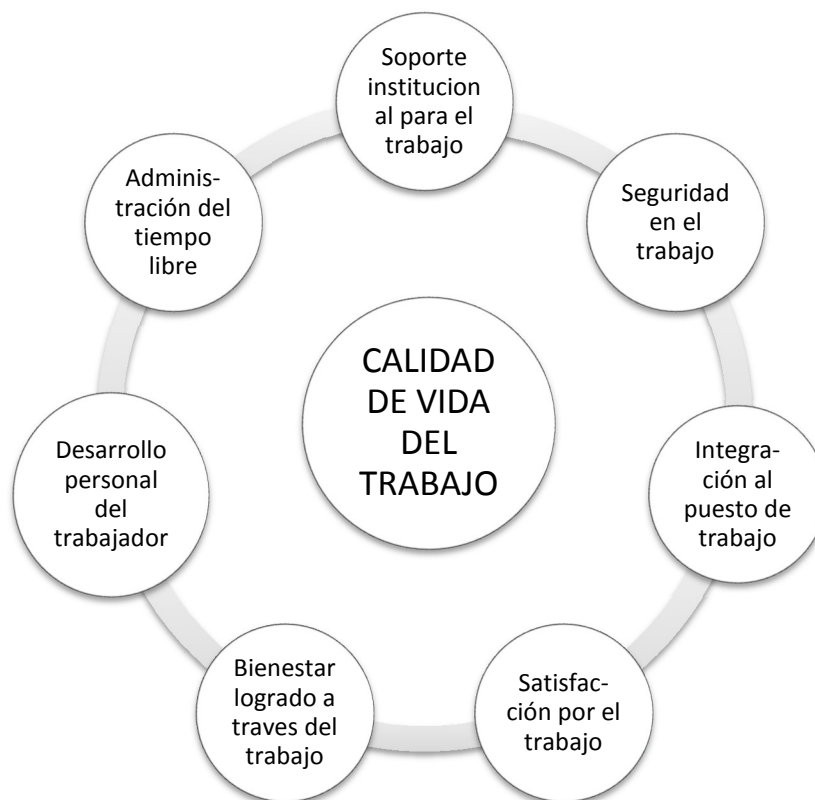 Soporte
institucion
al para el
trabajo
Seguridad
en el
trabajo
Integra-
ción al
puesto de
trabajo
Satisfac-
ción por el
trabajo
Bienestar
logrado a
traves del
trabajo
Desarrollo
personal
del
trabajador
Adminis-
tración del
tiempo
libre
CALIDAD
DE VIDA
DEL
TRABAJO